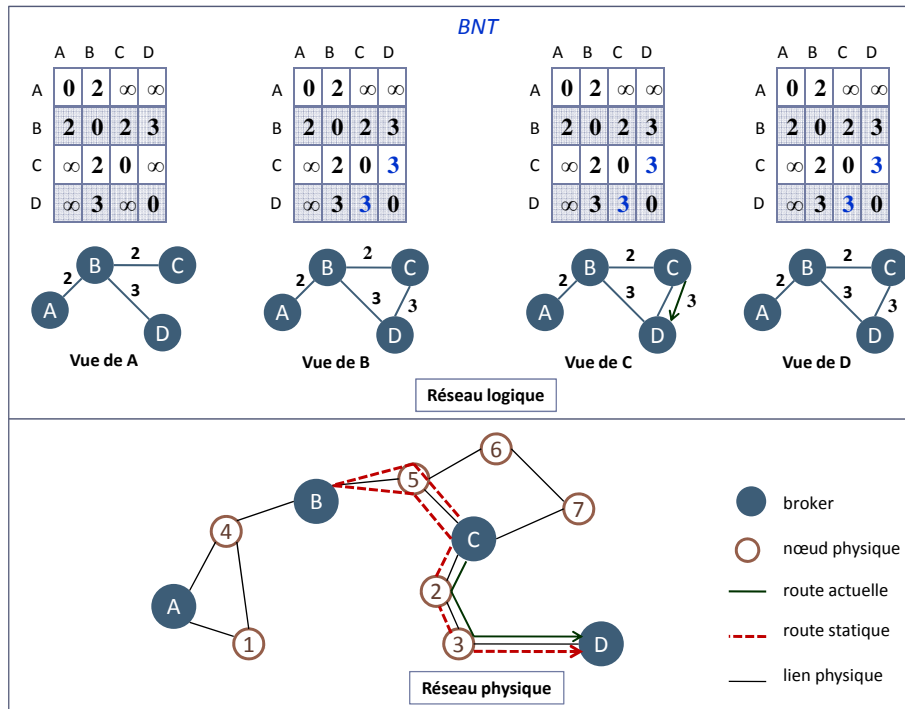 BNT
A B C D
A 0 2 ∞ ∞
B 2 0 2 3
C ∞ 2 0 ∞
D ∞ 3 ∞ 0
A B C D
A 0 2 ∞ ∞
B 2 0 2 3
C ∞ 2 0 3
D ∞ 3 3 0
A B C D
A 0 2 ∞ ∞
B 2 0 2 3
C ∞ 2 0 3
D ∞ 3 3 0
A B C D
A 0 2 ∞ ∞
B 2 0 2 3
C ∞ 2 0 3
D ∞ 3 3 0
2
B C
2
3
A
D
Vue de A
2
B C
2
3 3
A
D
Vue de B
2
B C
2
3 3
A
D
Vue de C
2
B C
2
3 3
A
D
Vue de D
Réseau logique
6
5
B
7
4
C
2
A
1
3
D
Réseau physique
broker
nœud physique
route actuelle
route statique
lien physique